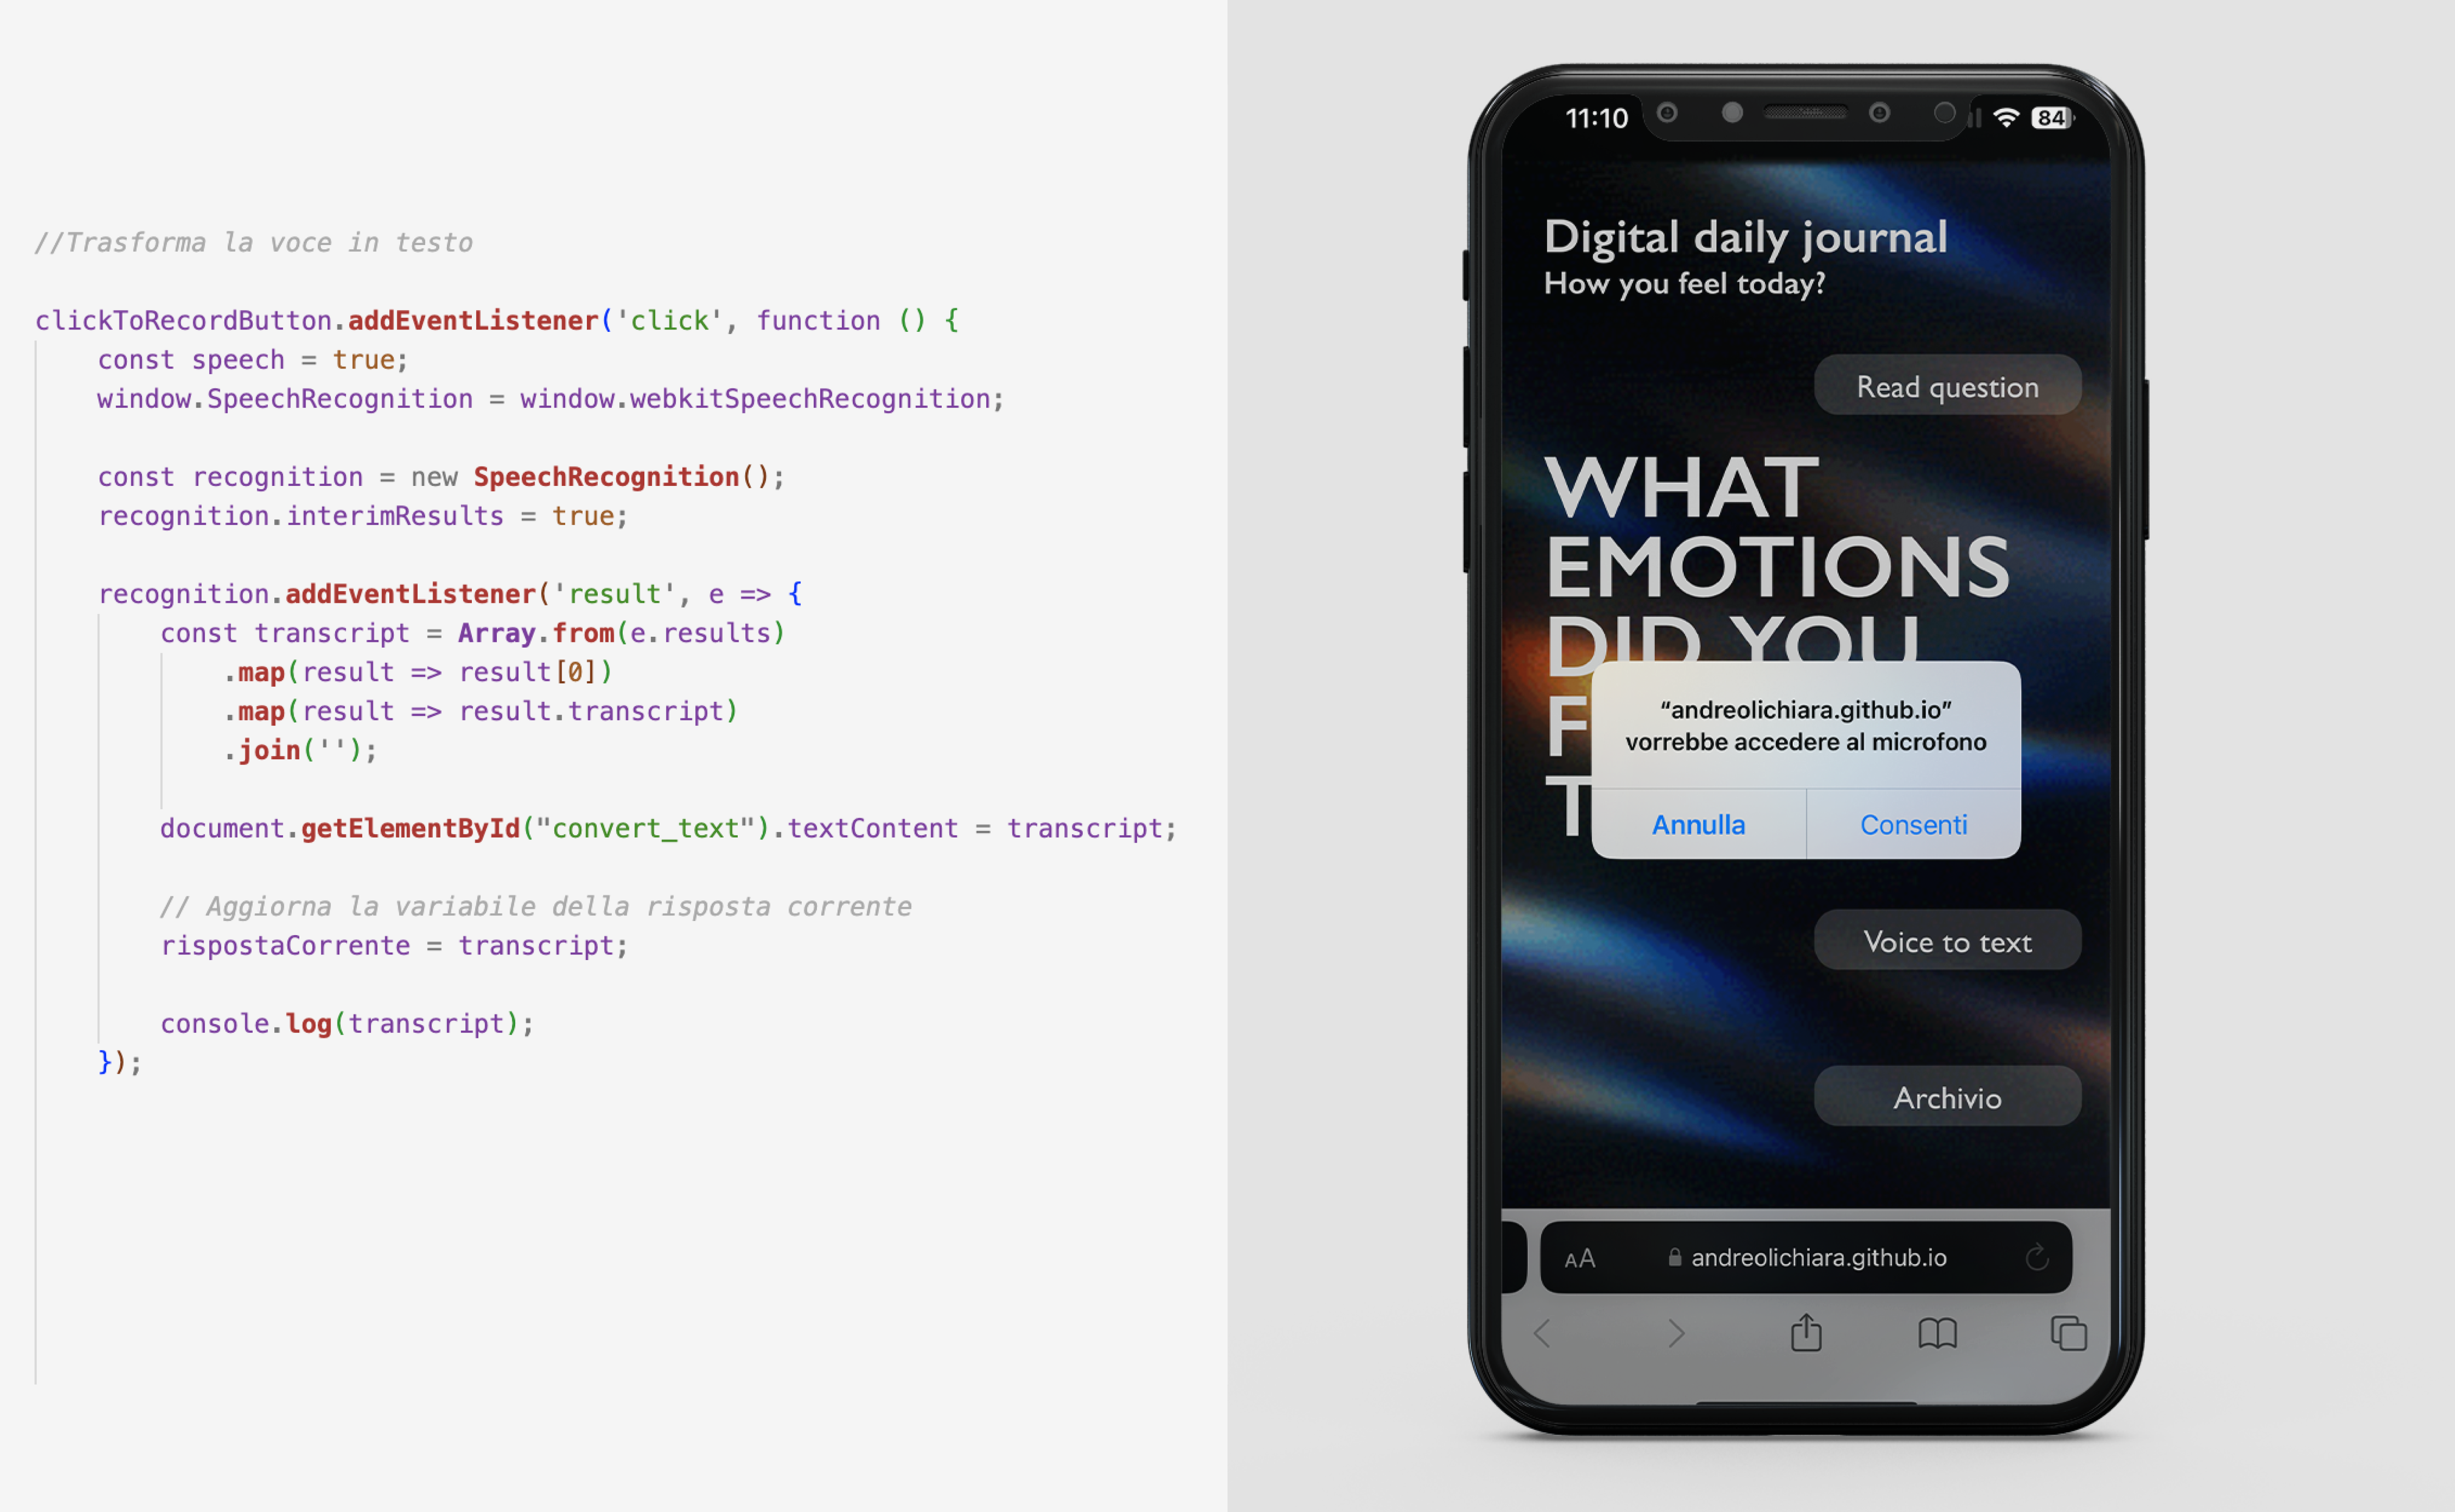 //Trasforma la voce in testo
clickToRecordButton.addEventListener('click', function () {
const speech = true;
window.SpeechRecognition = window.webkitSpeechRecognition;
const recognition = new SpeechRecognition();
recognition.interimResults = true;
recognition.addEventListener('result', e => {
const transcript = Array.from(e.results)
.map(result => result[0])
.map(result => result.transcript)
.join('');
document.getElementById("convert_text").textContent = transcript;
// Aggiorna la variabile della risposta corrente
rispostaCorrente = transcript;
console.log(transcript);
});
11:10
84
Digital daily journal
How you feel today?
Read question
WHAT
EMOTIONS
DID YOU
F
T
“andreolichiara.github.io”
vorrebbe accedere al microfono
Annulla
Consenti
Voice to text
Archivio
AA
andreolichiara.github.io